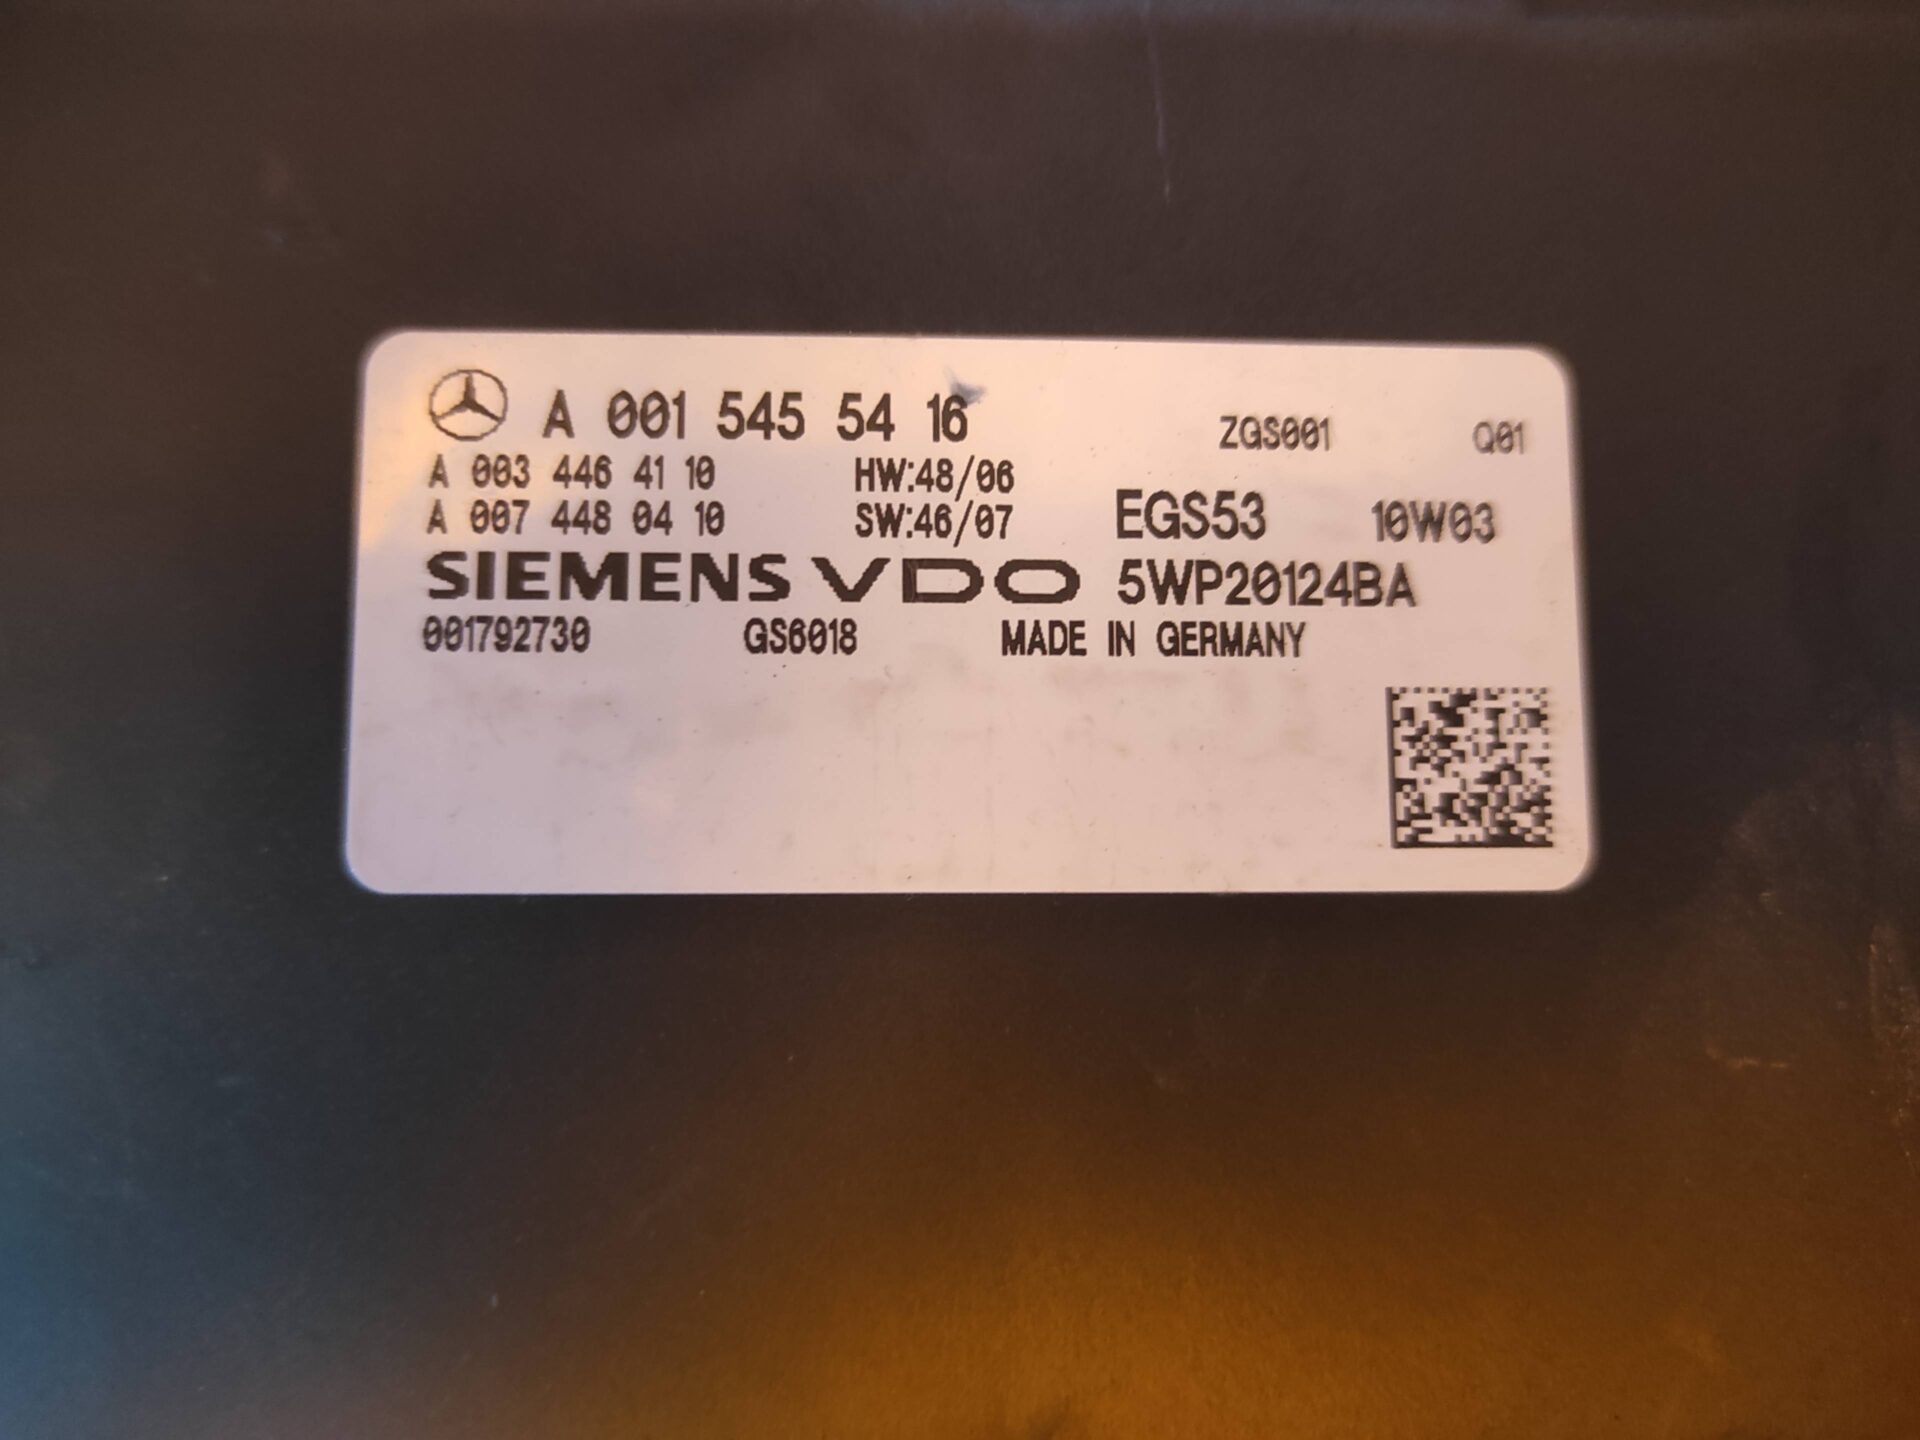 A 001 545 54 16 ZGS001 Q01
A 003 446 41 10 HW:48/06
A 007 448 04 10 SW:46/07 EGS53 10W03
SIEMENS VDO 5WP20124BA
001792730 GS6018 MADE IN GERMANY